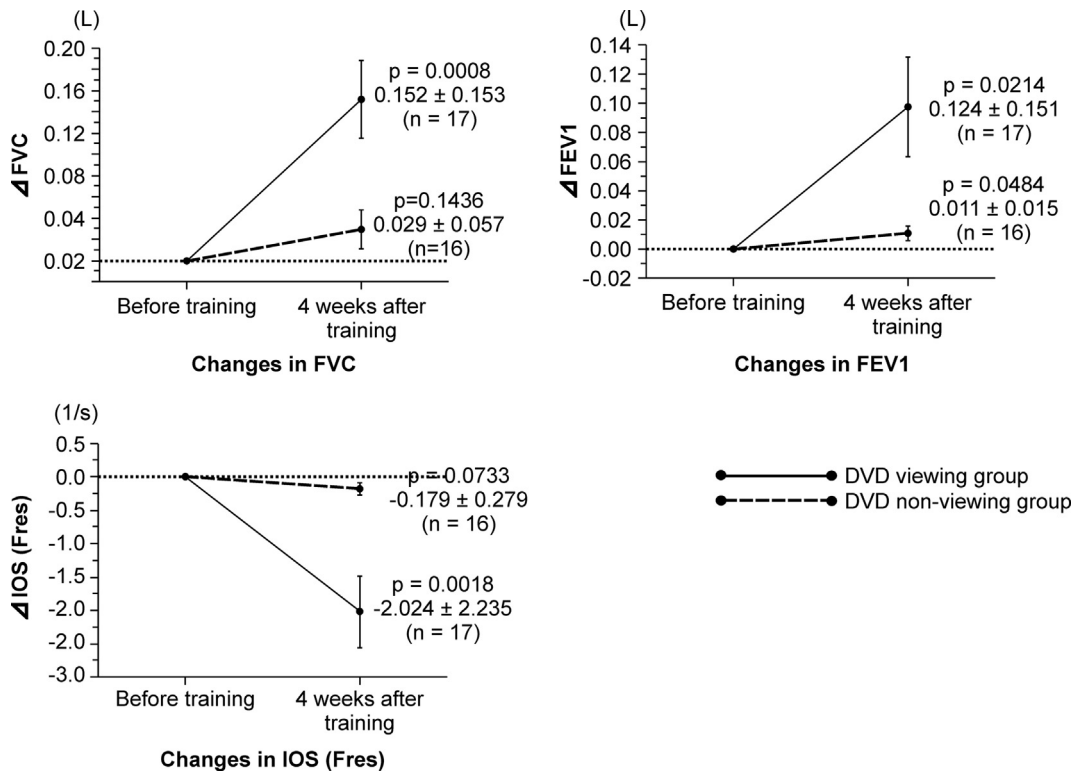 (L)
0.20
0.16
0.12
0.08
0.04
0.02
ΔFVC
p = 0.0008
0.152 ± 0.153
(n = 17)
p=0.1436
0.029 ± 0.057
(n=16)
Before training
4 weeks after
training
Changes in FVC
(L)
0.14
0.12
0.10
0.08
0.06
0.04
0.02
0.00
-0.02
ΔFEV1
p = 0.0214
0.124 ± 0.151
(n = 17)
p = 0.0484
0.011 ± 0.015
(n = 16)
Before training
4 weeks after
training
Changes in FEV1
(1/s)
0.5
0.0
-0.5
-1.0
-1.5
-2.0
-2.0
-3.0
ΔIOS (Fres)
p = 0.0733
-0.179 ± 0.279
(n = 16)
p = 0.0018
-2.024 ± 2.235
(n = 17)
Before training
4 weeks after
training
Changes in IOS (Fres)
DVD viewing group
DVD non-viewing group